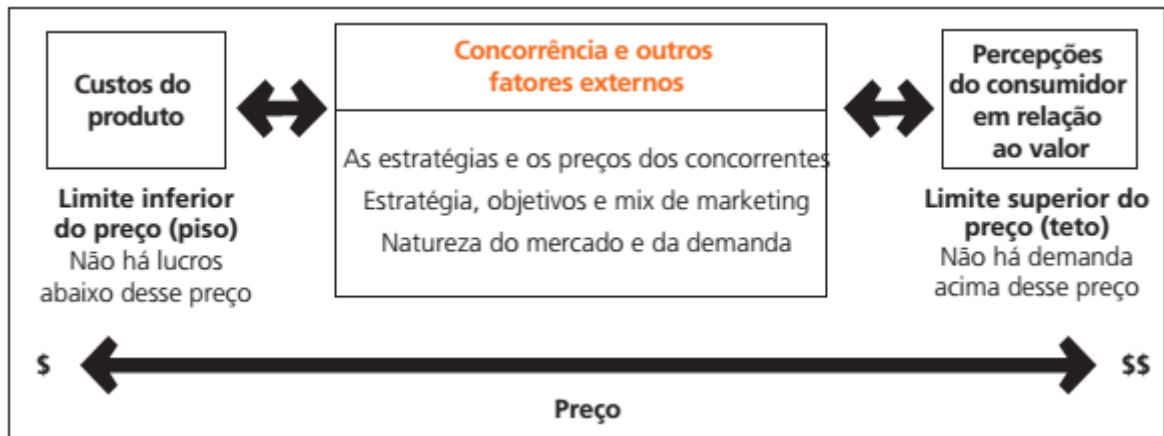 Custos do
produto
Limite inferior
do preço (piso)
Não há lucros
abaixo desse preço
Concorrência e outros
fatores externos
As estratégias e os preços dos concorrentes
Estratégia, objetivos e mix de marketing
Natureza do mercado e da demanda
Percepções
do consumidor
em relação
ao valor
Limite superior do
preço (teto)
Não há demanda
acima desse preço
$
$$
Preço